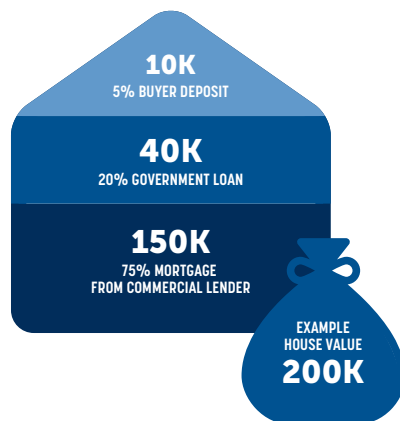 10K
5% BUYER DEPOSIT
40K
20% GOVERNMENT LOAN
150K
75% MORTGAGE
FROM COMMERCIAL LENDER
EXAMPLE
HOUSE VALUE
200K